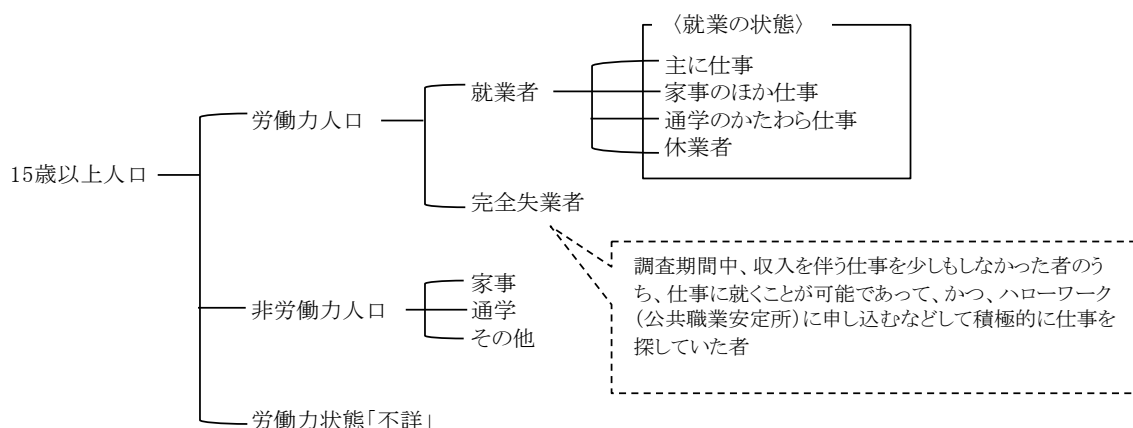 〈就業の状態〉
主に仕事
就業者
家事のほか仕事
労働力人口
通学のかたわら仕事
休業者
15歳以上人口
完全失業者
調査期間中、収入を伴う仕事を少しもしなかった者のう
ち、仕事に就くことが可能であって、かつ、ハローワーク
（公共職業安定所）に申し込むなどして積極的に仕事を
探していた者
家事
非労働力人口
通学
その他
労働力状態「不詳」